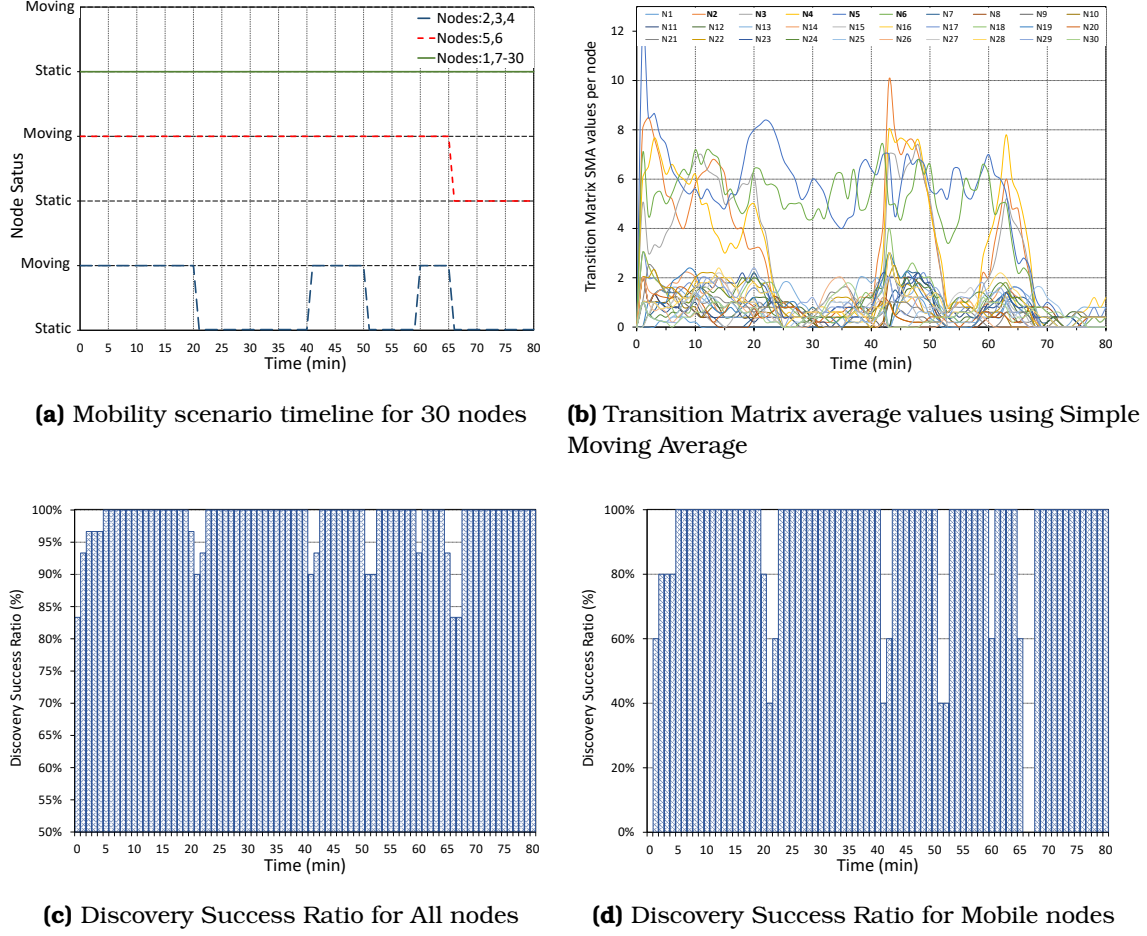 Moving
Static
Moving
Static
Moving
Static
Node Satus
Nodes:2,3,4
Nodes:5,6
Nodes:1,7-30
0 5 10 15 20 25 30 35 40 45 50 55 60 65 70 75 80
Time (min)
(a) Mobility scenario timeline for 30 nodes
N1 N2 N3 N4 N5 N6 N7 N8 N9 N10
N11 N12 N13 N14 N15 N16 N17 N18 N19 N20
N21 N22 N23 N24 N25 N26 N27 N28 N29 N30
12
10
8
6
4
2
0
Transition Matrix SMA values per node
0 10 20 30 40 50 60 70 80
Time (min)
(b) Transition Matrix average values using Simple
Moving Average
100%
95%
90%
85%
80%
75%
70%
65%
60%
55%
50%
Discovery Success Ratio (%)
0 5 10 15 20 25 30 35 40 45 50 55 60 65 70 75 80
Time (min)
(c) Discovery Success Ratio for All nodes
100%
80%
60%
40%
20%
0%
Discovery Success Ratio (%)
0 5 10 15 20 25 30 35 40 45 50 55 60 65 70 75 80
Time (min)
(d) Discovery Success Ratio for Mobile nodes